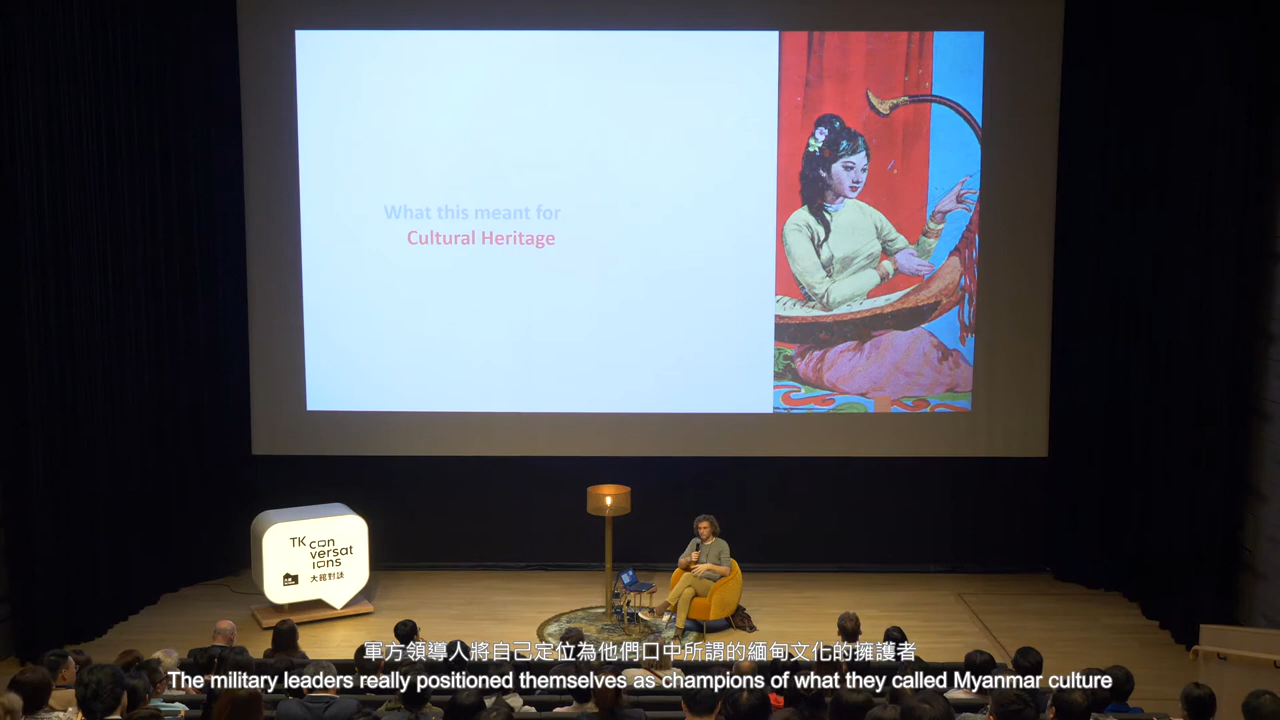 What this meant for
Cultural Heritage
TK con
versat
ions
大館對談
軍方領導人將自己定位為他們口中所謂的緬甸文化的擁護者
The military leaders really positioned themselves as champions of what they called Myanmar culture